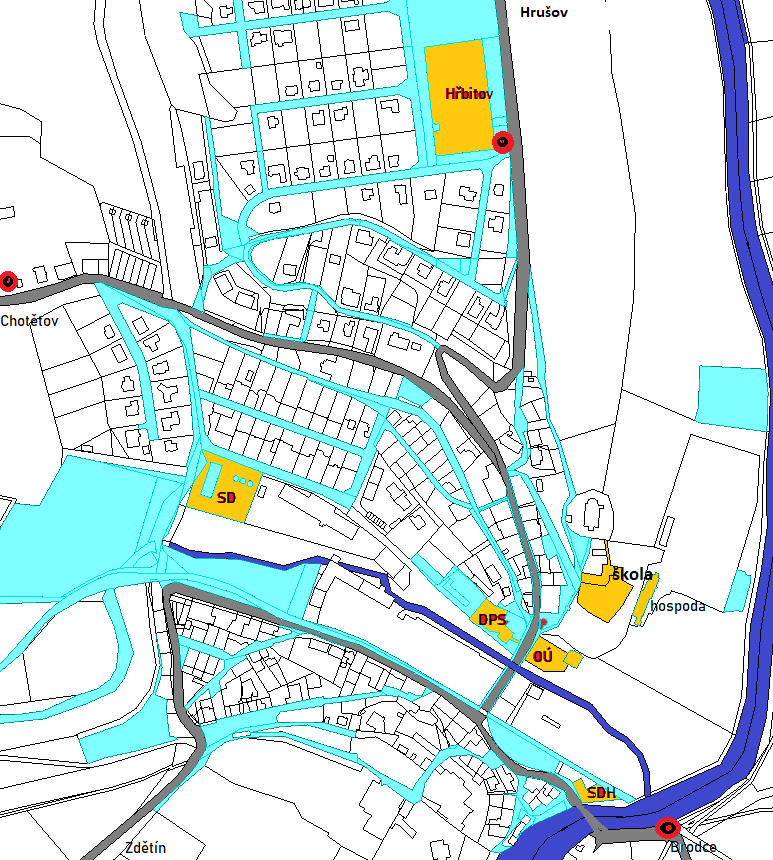 Hrušov
Hřbitov
Chotětov
SD
škola
hospoda
DPS
OÚ
SDH
Zdětín
Brodce